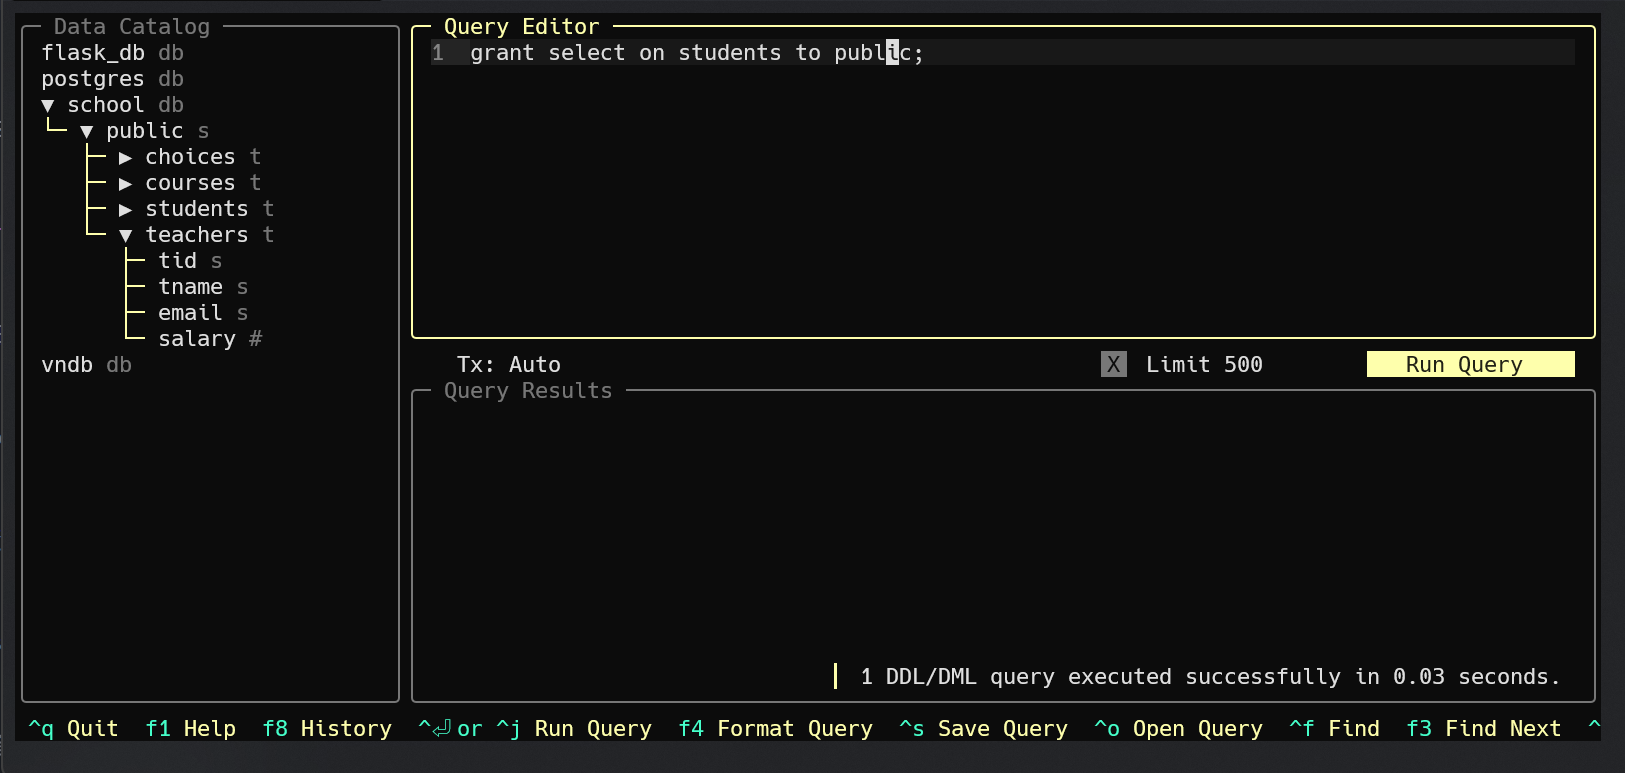 Data Catalog
flask_db db
postgres db
▼ school db
▼ public s
▶ choices t
▶ courses t
▶ students t
▼ teachers t
tid s
tname s
email s
salary #
vndb db
Query Editor
1 grant select on students to public;
Tx: Auto
X Limit 500
Run Query
Query Results
1 DDL/DML query executed successfully in 0.03 seconds.
^q Quit f1 Help f8 History ^⏎ or ^j Run Query f4 Format Query ^s Save Query ^o Open Query ^f Find f3 Find Next ^